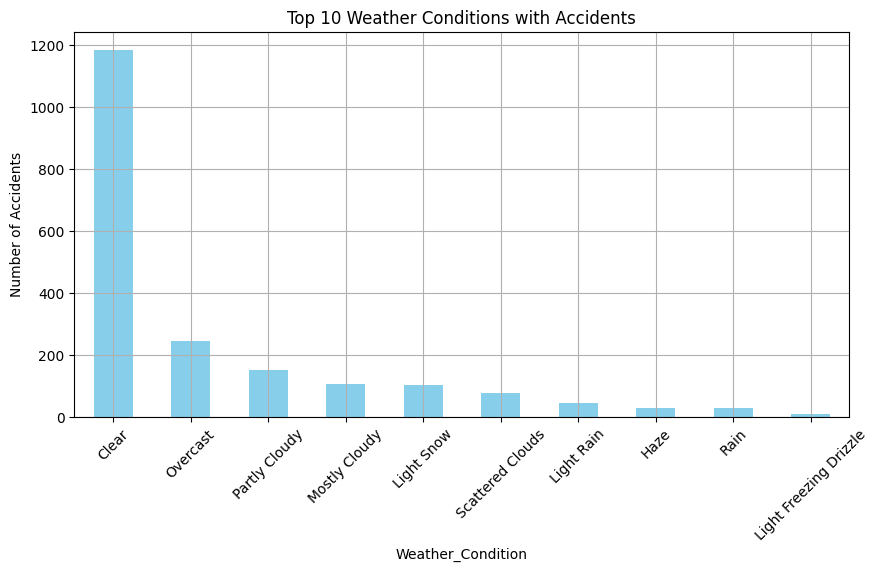 Top 10 Weather Conditions with Accidents
Number of Accidents
1200
1000
800
600
400
200
0
Clear
Overcast
Partly Cloudy
Mostly Cloudy
Light Snow
Scattered Clouds
Light Rain
Haze
Rain
Light Freezing Drizzle
Weather_Condition